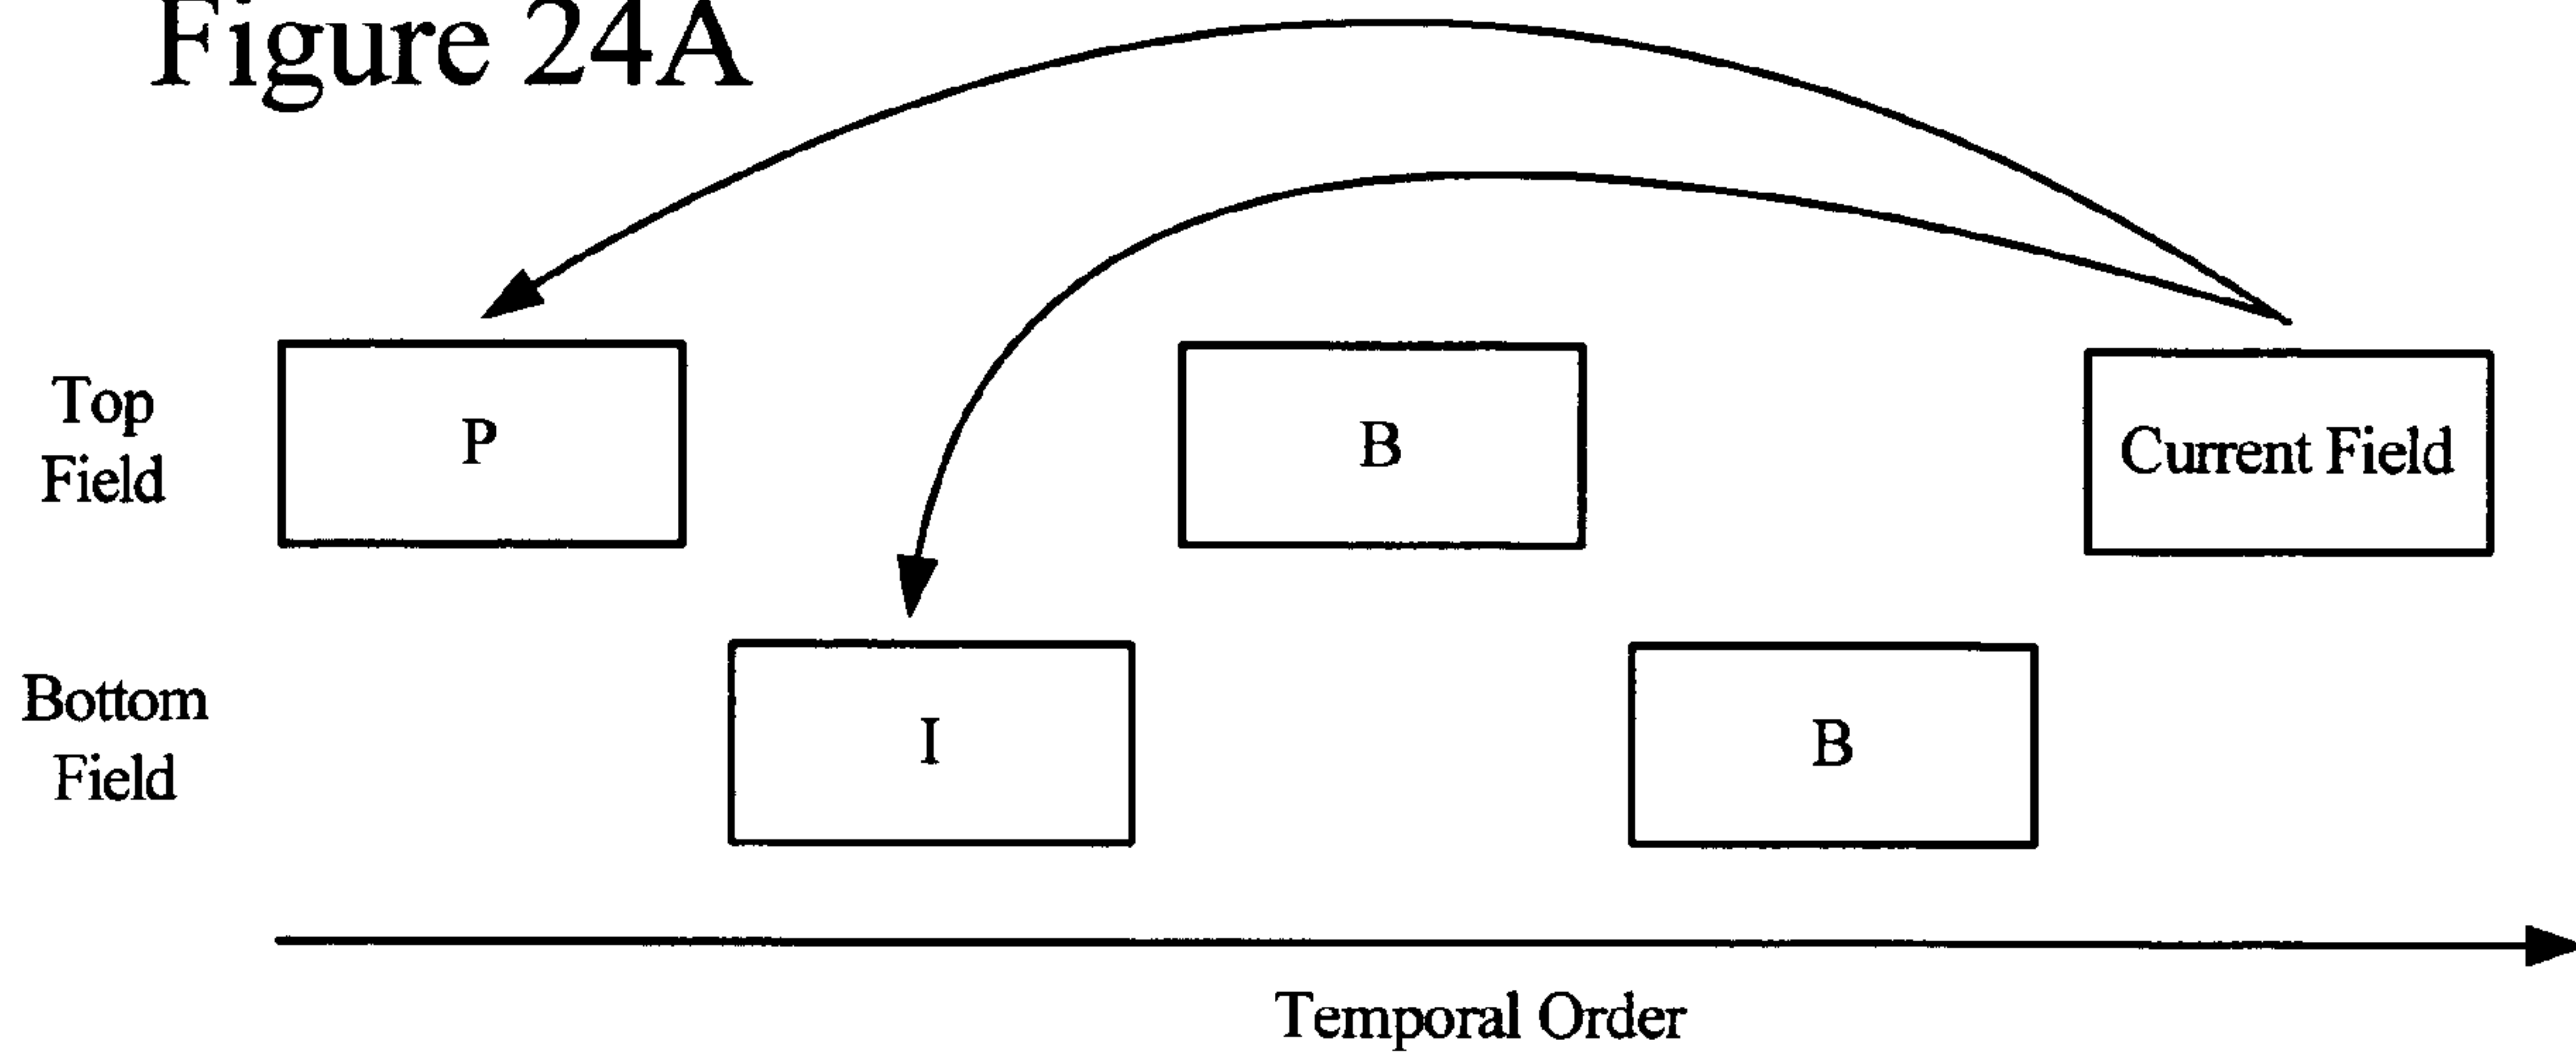 Figure 24A
Top
Field
P
B
Current Field
Bottom
Field
I
B
Temporal Order